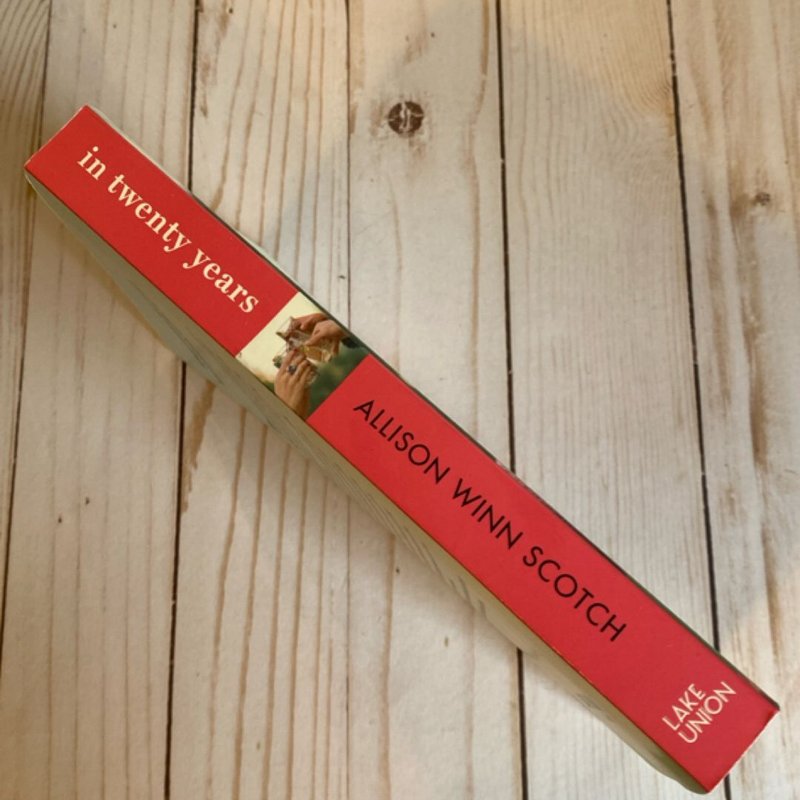 in twenty years
ALLISON WINN SCOTCH
LAKE
UNION